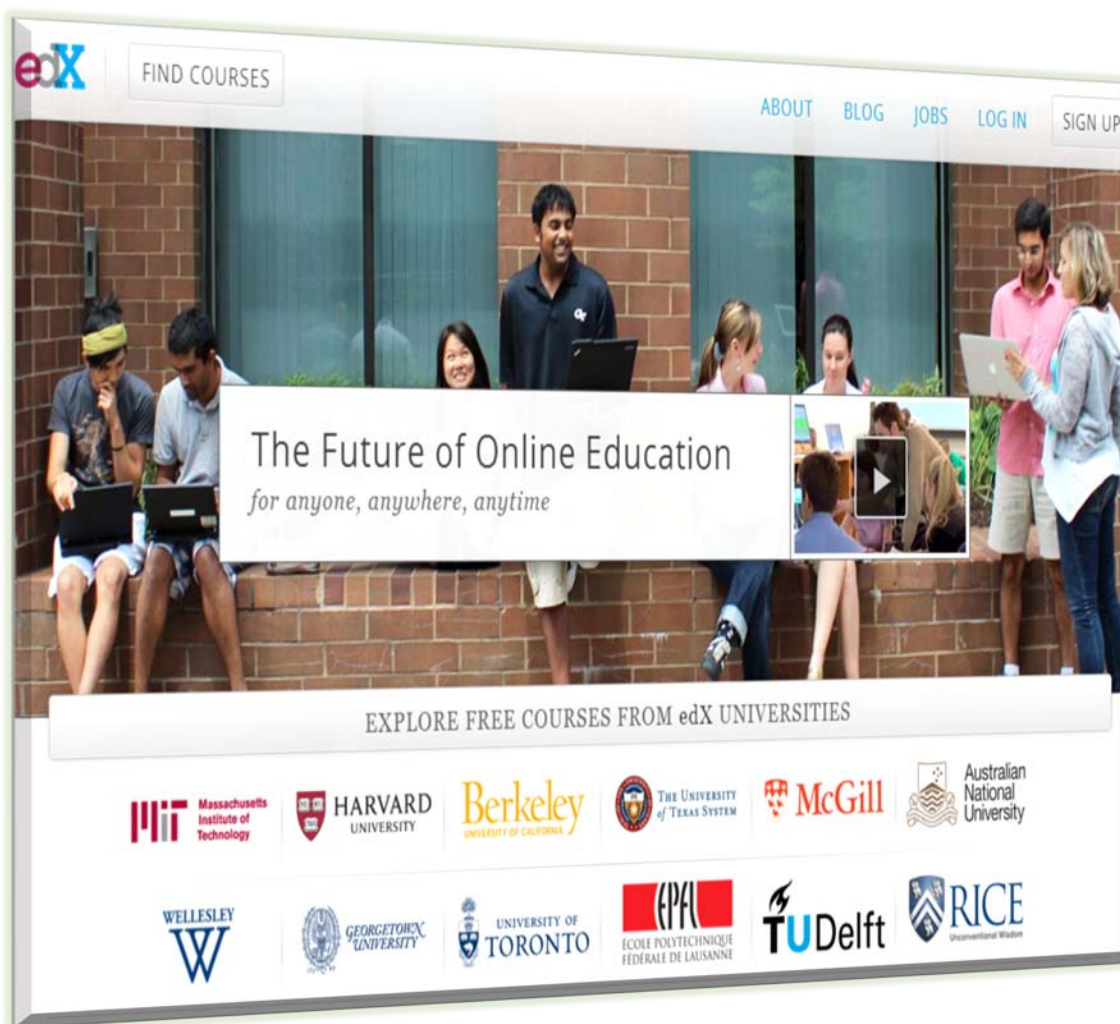 edX
FIND COURSES
ABOUT BLOG JOBS LOG IN SIGN UP
The Future of Online Education
for anyone, anywhere, anytime
EXPLORE FREE COURSES FROM edX UNIVERSITIES
MIT
Massachusetts
Institute of
Technology
HARVARD
UNIVERSITY
Berkeley
UNIVERSITY OF CALIFORNIA
THE UNIVERSITY
of TEXAS SYSTEM
McGill
Australian
National
University
WELLESLEY
W
GEORGETOWN
UNIVERSITY
UNIVERSITY OF
TORONTO
EPFL
ÉCOLE POLYTECHNIQUE
FÉDÉRALE DE LAUSANNE
TUDelft
RICE
Unconventional Wisdom